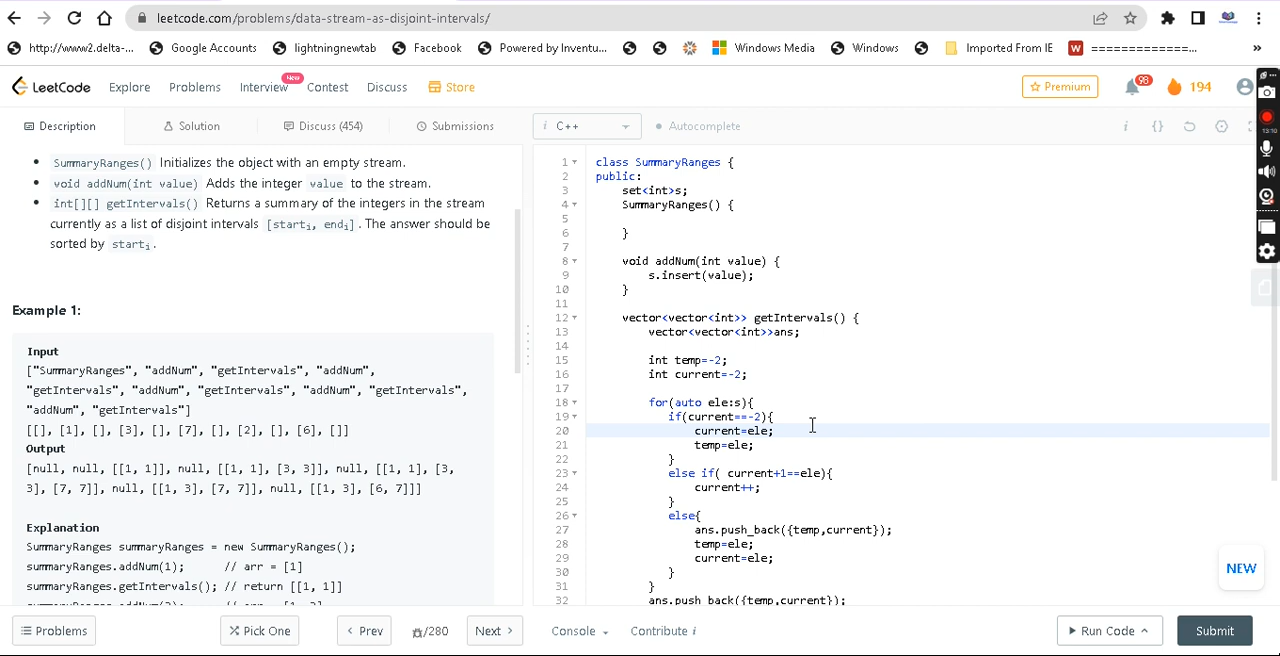 leetcode.com/problems/data-stream-as-disjoint-intervals/
http://www2.delta-... Google Accounts lightningnewtab Facebook Powered by Inventu... Windows Media Windows Imported From IE W ============... »
LeetCode Explore Problems Interview New Contest Discuss Store Premium 98 194
Description Solution Discuss (454) Submissions i C++ Autocomplete i {}
SummaryRanges() Initializes the object with an empty stream.
void addNum(int value) Adds the integer value to the stream.
int[][] getIntervals() Returns a summary of the integers in the stream
currently as a list of disjoint intervals [starti, endi]. The answer should be
sorted by starti.
Example 1:
Input
["SummaryRanges", "addNum", "getIntervals", "addNum",
"getIntervals", "addNum", "getIntervals", "addNum", "getIntervals",
"addNum", "getIntervals"]
[[], [1], [], [3], [], [7], [], [2], [], [6], []]
Output
[null, null, [[1, 1]], null, [[1, 1], [3, 3]], null, [[1, 1], [3,
3], [7, 7]], null, [[1, 3], [7, 7]], null, [[1, 3], [6, 7]]]
Explanation
SummaryRanges summaryRanges = new SummaryRanges();
summaryRanges.addNum(1); // arr = [1]
summaryRanges.getIntervals(); // return [[1, 1]]
1 class SummaryRanges {
2 public:
3 set<int>s;
4 SummaryRanges() {
5
6 }
7
8 void addNum(int value) {
9 s.insert(value);
10 }
11
12 vector<vector<int>> getIntervals() {
13 vector<vector<int>>ans;
14
15 int temp=-2;
16 int current=-2;
17
18 for(auto ele:s){
19 if(current==-2){
20 current=ele;
21 temp=ele;
22 }
23 else if( current+1==ele){
24 current++;
25 }
26 else{
27 ans.push_back({temp,current});
28 temp=ele;
29 current=ele;
30 }
31 }
32 ans.push_back({temp,current});
13:10
NEW
Problems Pick One Prev /280 Next Console Contribute i Run Code Submit